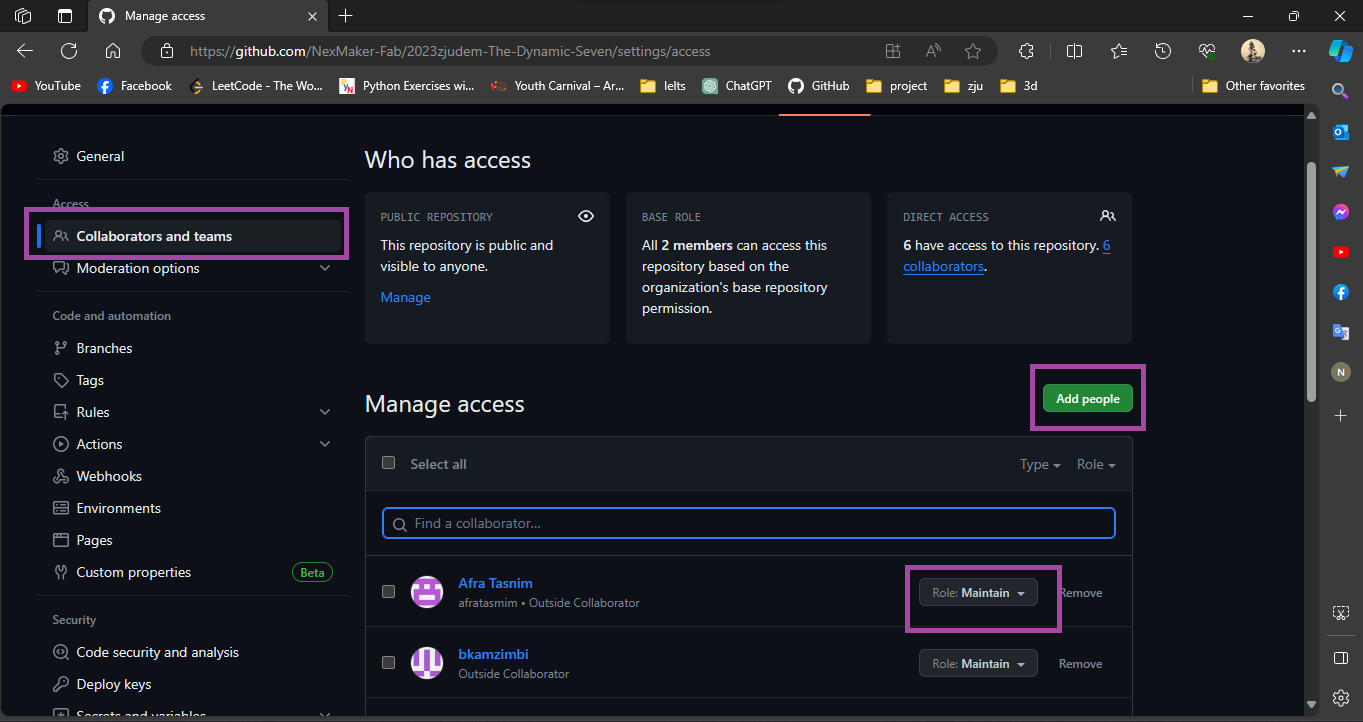 Manage access
https://github.com/NexMaker-Fab/2023zjudem-The-Dynamic-Seven/settings/access
YouTube
Facebook
LeetCode - The Wo...
Python Exercises wi...
Youth Carnival – Ar...
Ielts
ChatGPT
GitHub
project
zju
3d
Other favorites
General
Access
Collaborators and teams
Moderation options
Code and automation
Branches
Tags
Rules
Actions
Webhooks
Environments
Pages
Custom properties
Beta
Security
Code security and analysis
Deploy keys
Secrets and variables
Who has access
PUBLIC REPOSITORY
This repository is public and
visible to anyone.
Manage
BASE ROLE
All 2 members can access this
repository based on the
organization's base repository
permission.
DIRECT ACCESS
6 have access to this repository. 6
collaborators.
Manage access
Add people
Select all
Type
Role
Find a collaborator...
Afra Tasnim
afratasmim • Outside Collaborator
Role: Maintain
Remove
bkamzimbi
Outside Collaborator
Role: Maintain
Remove
N